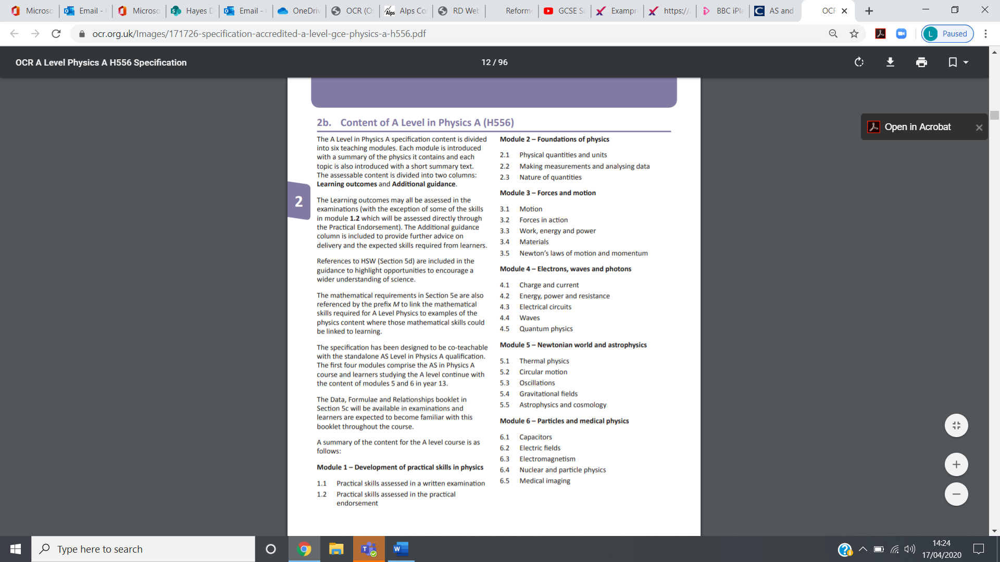 Microso
Email -
Microso
Hayes D
Email -
OneDriv
OCR (O
Alps
Alps Co
RD Web
Reform
GCSE Sc
Exampr
https://
BBC iPla
AS and
OCR
ocr.org.uk/Images/171726-specification-accredited-a-level-gce-physics-a-h556.pdf
L Paused
OCR A Level Physics A H556 Specification
12 / 96
Open in Acrobat
2b. Content of A Level in Physics A (H556)
The A Level in Physics A specification content is divided
into six teaching modules. Each module is introduced
with a summary of the physics it contains and each
topic is also introduced with a short summary text.
The assessable content is divided into two columns:
Learning outcomes and Additional guidance.
2
The Learning outcomes may all be assessed in the
examinations (with the exception of some of the skills
in module 1.2 which will be assessed directly through
the Practical Endorsement). The Additional guidance
column is included to provide further advice on
delivery and the expected skills required from learners.
References to HSW (Section 5d) are included in the
guidance to highlight opportunities to encourage a
wider understanding of science.
The mathematical requirements in Section 5e are also
referenced by the prefix M to link the mathematical
skills required for A Level Physics to examples of the
physics content where those mathematical skills could
be linked to learning.
The specification has been designed to be co-teachable
with the standalone AS Level in Physics A qualification.
The first four modules comprise the AS in Physics A
course and learners studying the A level continue with
the content of modules 5 and 6 in year 13.
The Data, Formulae and Relationships booklet in
Section 5c will be available in examinations and
learners are expected to become familiar with this
booklet throughout the course.
A summary of the content for the A level course is as
follows:
Module 1 – Development of practical skills in physics
1.1 Practical skills assessed in a written examination
1.2 Practical skills assessed in the practical
endorsement
Module 2 – Foundations of physics
2.1 Physical quantities and units
2.2 Making measurements and analysing data
2.3 Nature of quantities
Module 3 – Forces and motion
3.1 Motion
3.2 Forces in action
3.3 Work, energy and power
3.4 Materials
3.5 Newton's laws of motion and momentum
Module 4 – Electrons, waves and photons
4.1 Charge and current
4.2 Energy, power and resistance
4.3 Electrical circuits
4.4 Waves
4.5 Quantum physics
Module 5 – Newtonian world and astrophysics
5.1 Thermal physics
5.2 Circular motion
5.3 Oscillations
5.4 Gravitational fields
5.5 Astrophysics and cosmology
Module 6 – Particles and medical physics
6.1 Capacitors
6.2 Electric fields
6.3 Electromagnetism
6.4 Nuclear and particle physics
6.5 Medical imaging
Type here to search
14:24
17/04/2020